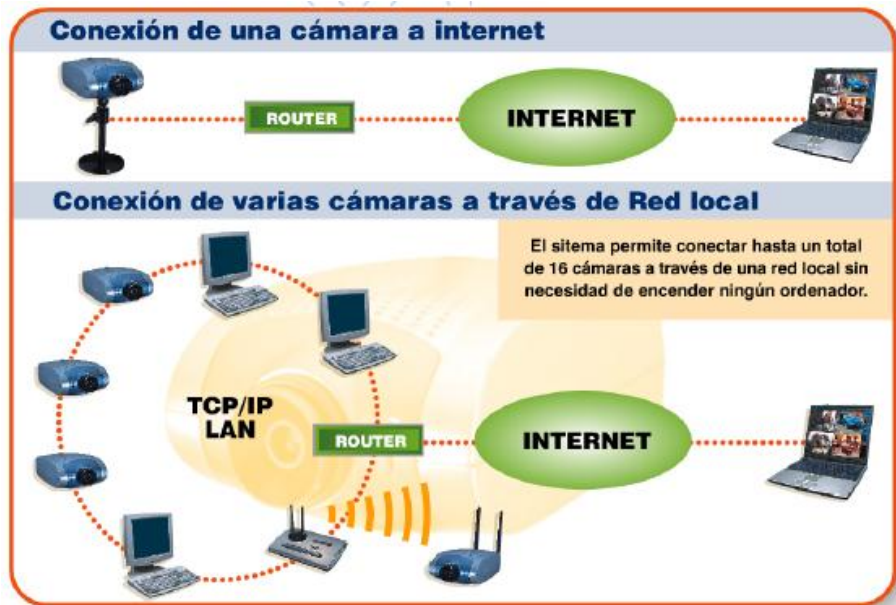 Conexión de una cámara a internet
ROUTER
INTERNET
Conexión de varias cámaras a través de Red local
El sitema permite conectar hasta un total
de 16 cámaras a través de una red local sin
necesidad de encender ningún ordenador.
TCP/IP
LAN
ROUTER
INTERNET